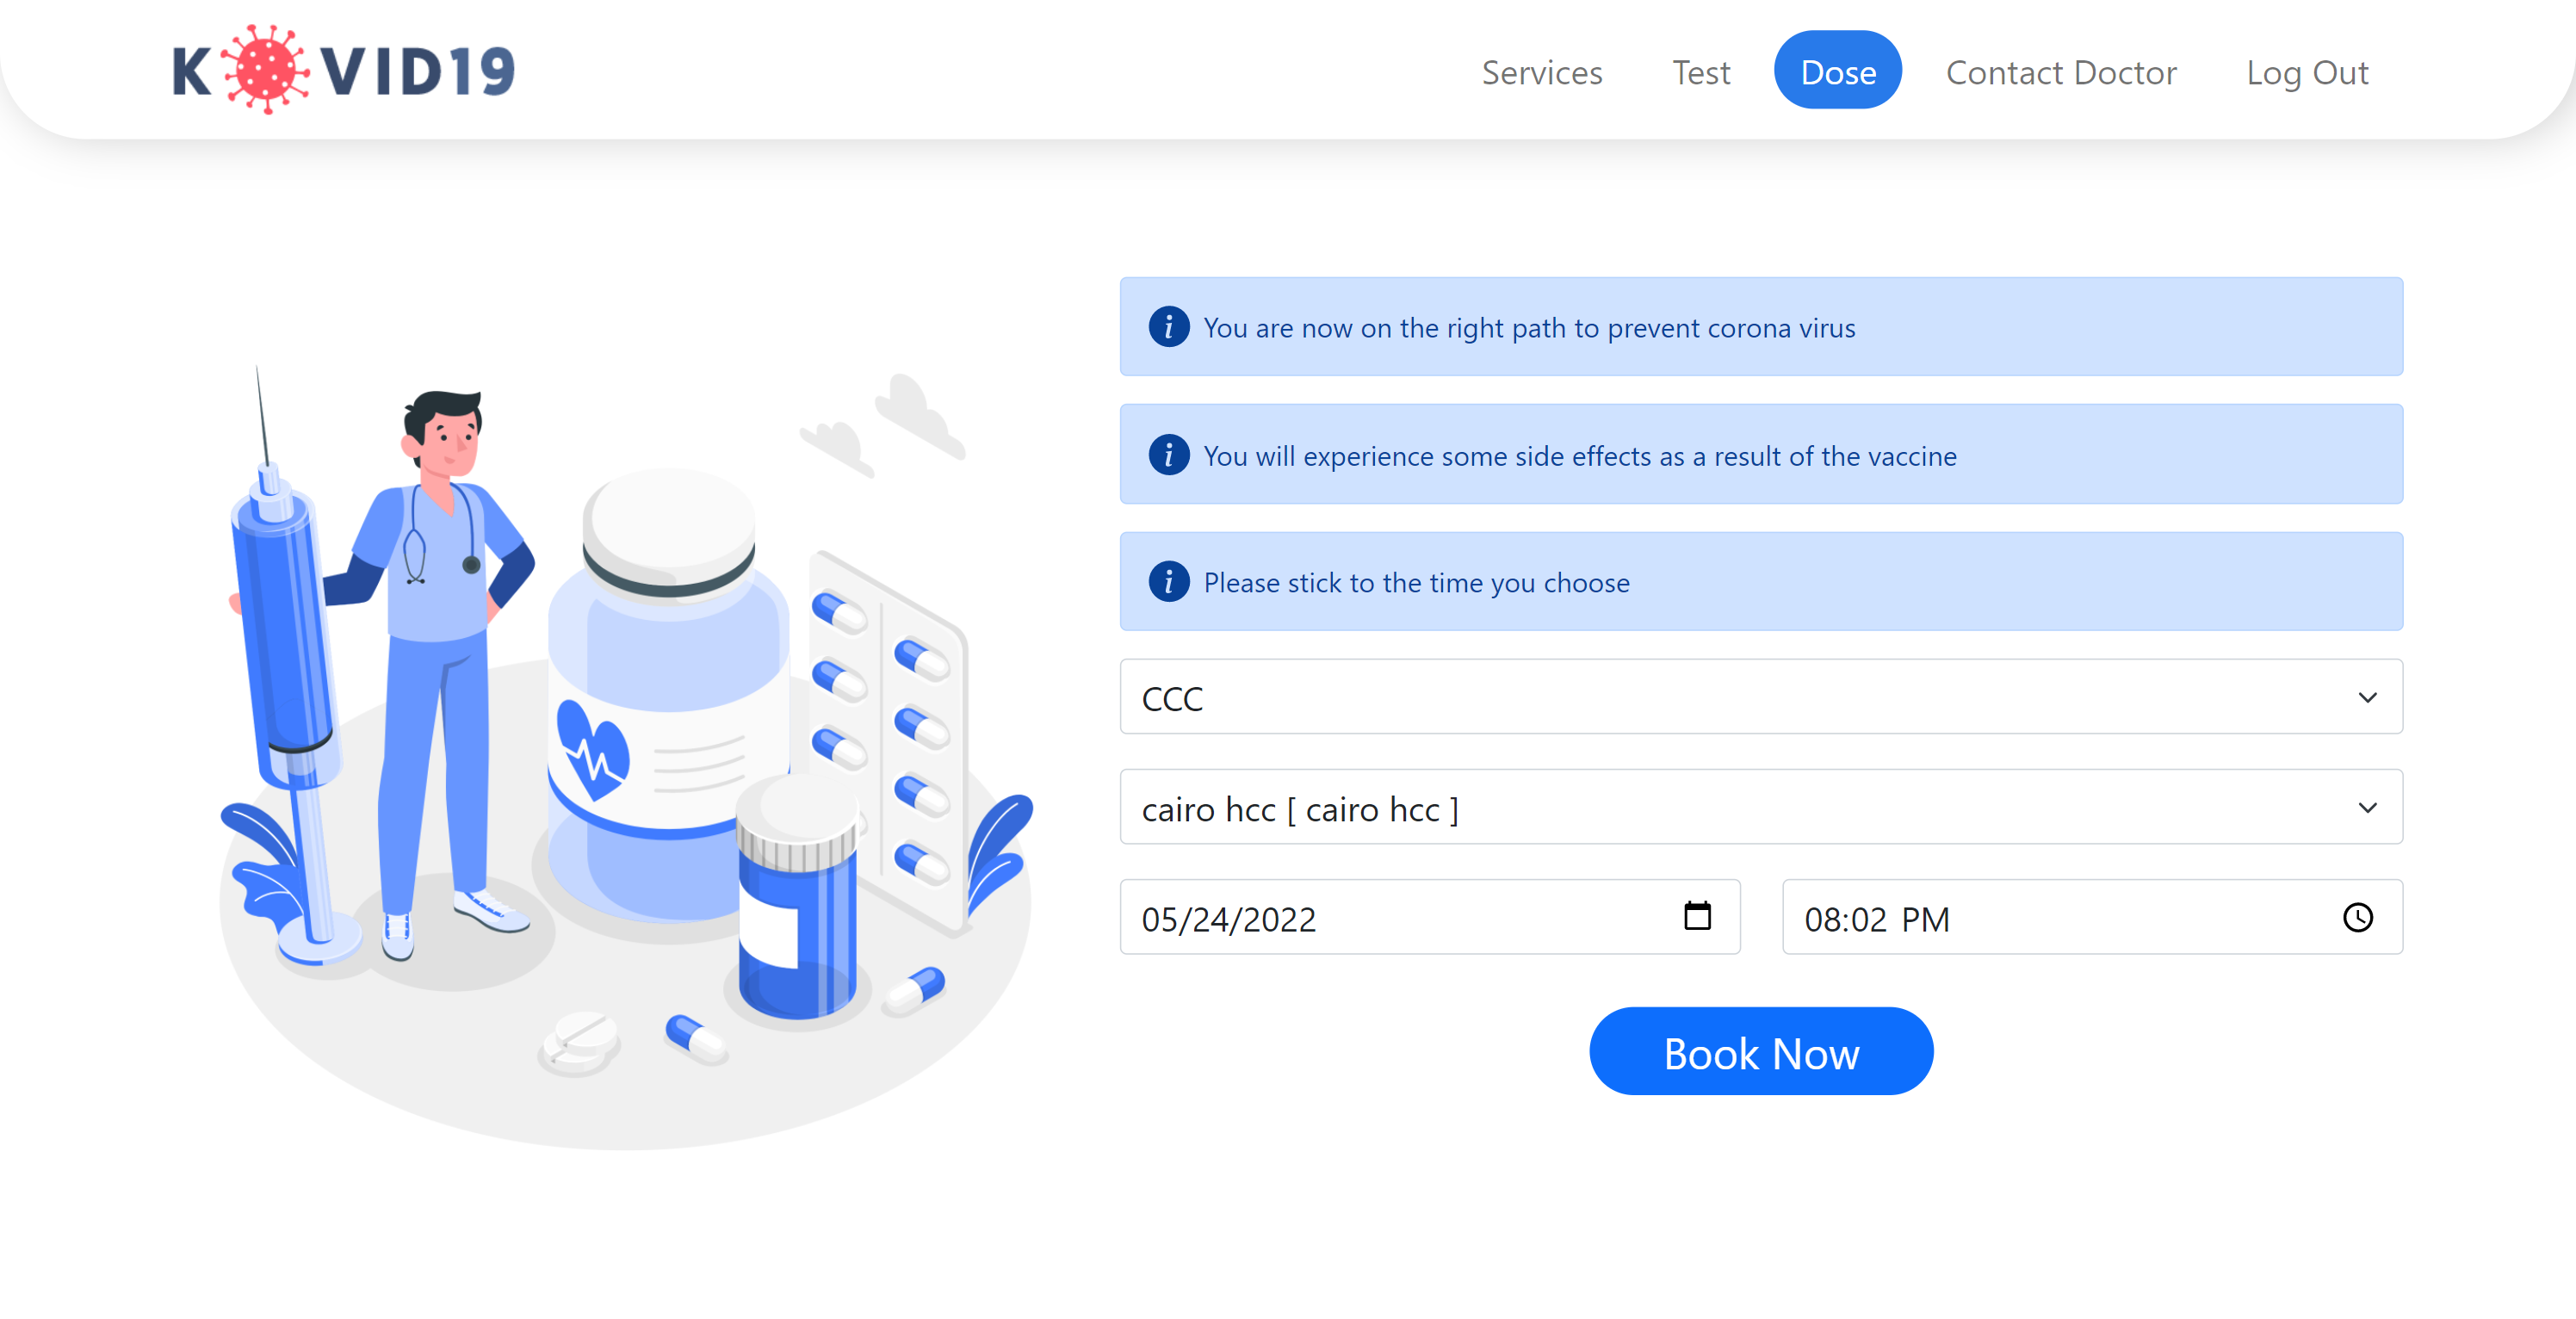 K VID19
Services Test Dose Contact Doctor Log Out
You are now on the right path to prevent corona virus
You will experience some side effects as a result of the vaccine
Please stick to the time you choose
CCC
cairo hcc [ cairo hcc ]
05/24/2022 08:02 PM
Book Now